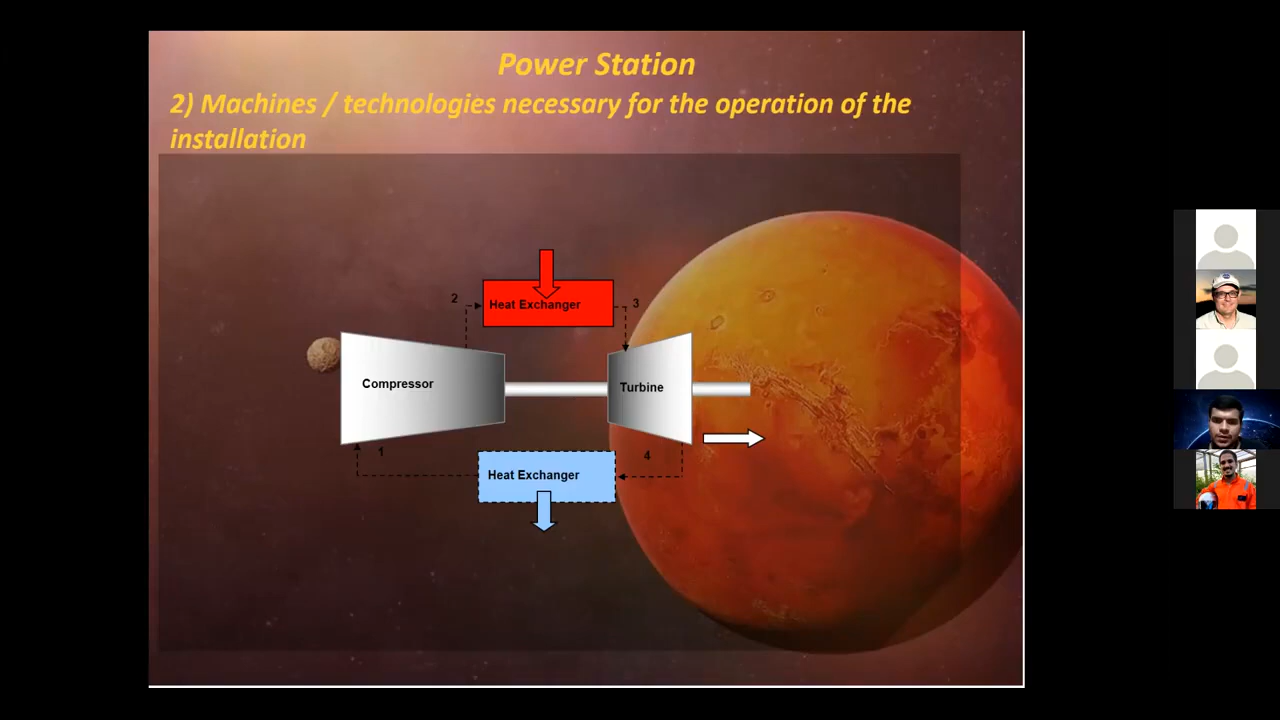 Power Station
2) Machines / technologies necessary for the operation of the
installation
2
Heat Exchanger
3
Compressor
Turbine
1
4
Heat Exchanger